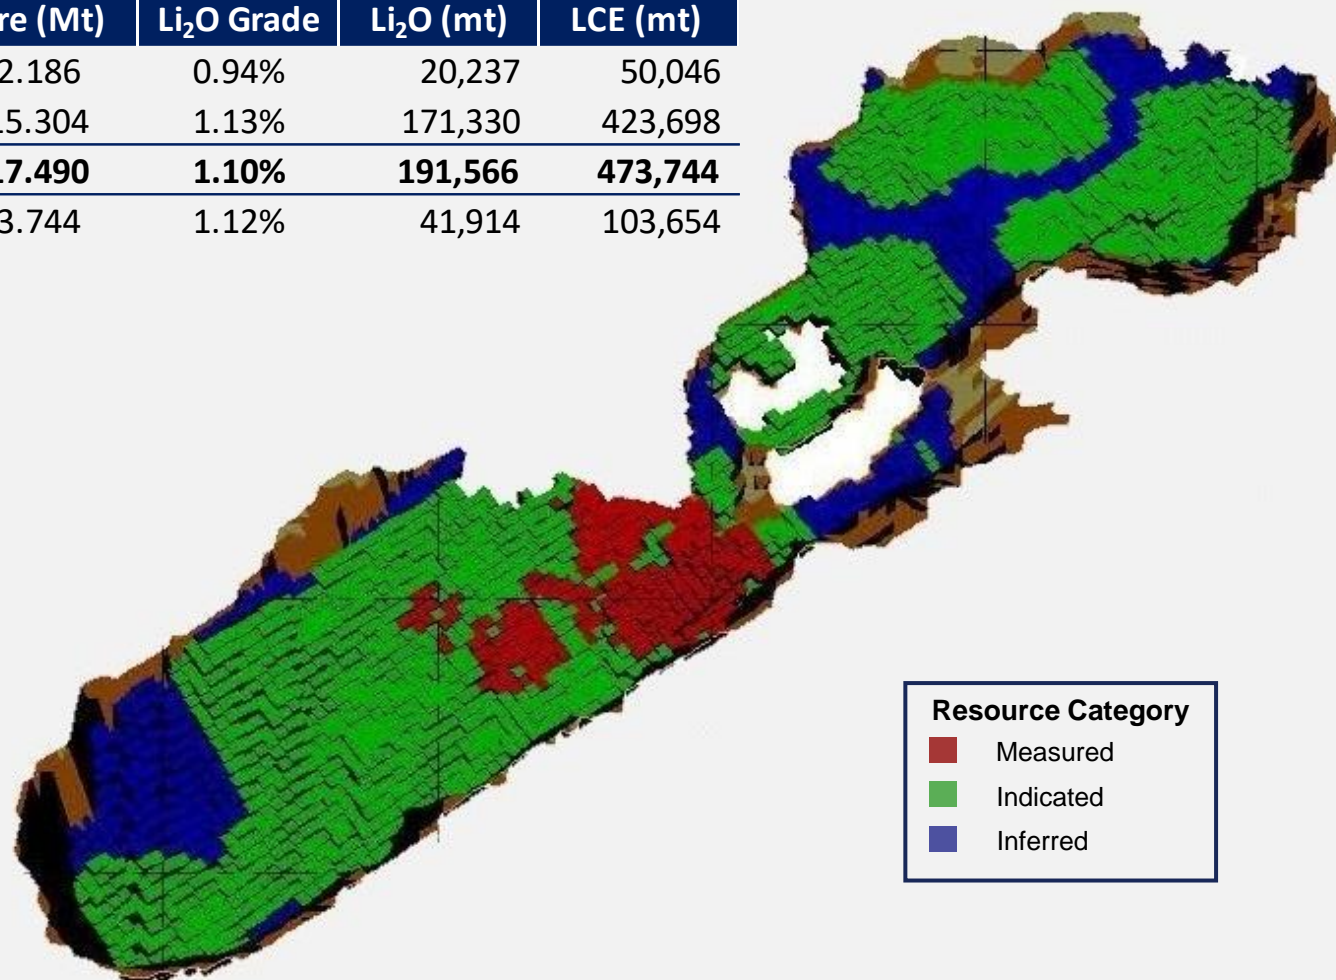 re (Mt) Li₂O Grade Li₂O (mt) LCE (mt)
2.186 0.94% 20,237 50,046
5.304 1.13% 171,330 423,698
7.490 1.10% 191,566 473,744
3.744 1.12% 41,914 103,654
Resource Category
Measured
Indicated
Inferred